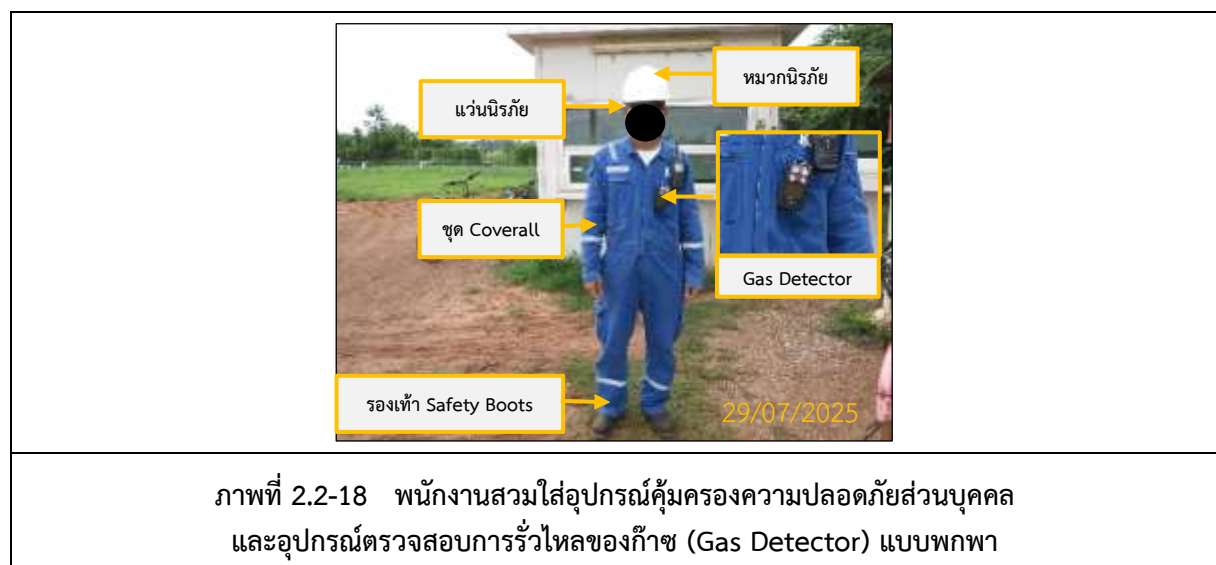 หมวกนิรภัย
แว่นนิรภัย
ชุด Coverall
Gas Detector
รองเท้า Safety Boots
29/07/2025
ภาพที่ 2.2-18 พนักงานสวมใส่อุปกรณ์คุ้มครองความปลอดภัยส่วนบุคคล
และอุปกรณ์ตรวจสอบการรั่วไหลของก๊าซ (Gas Detector) แบบพกพา